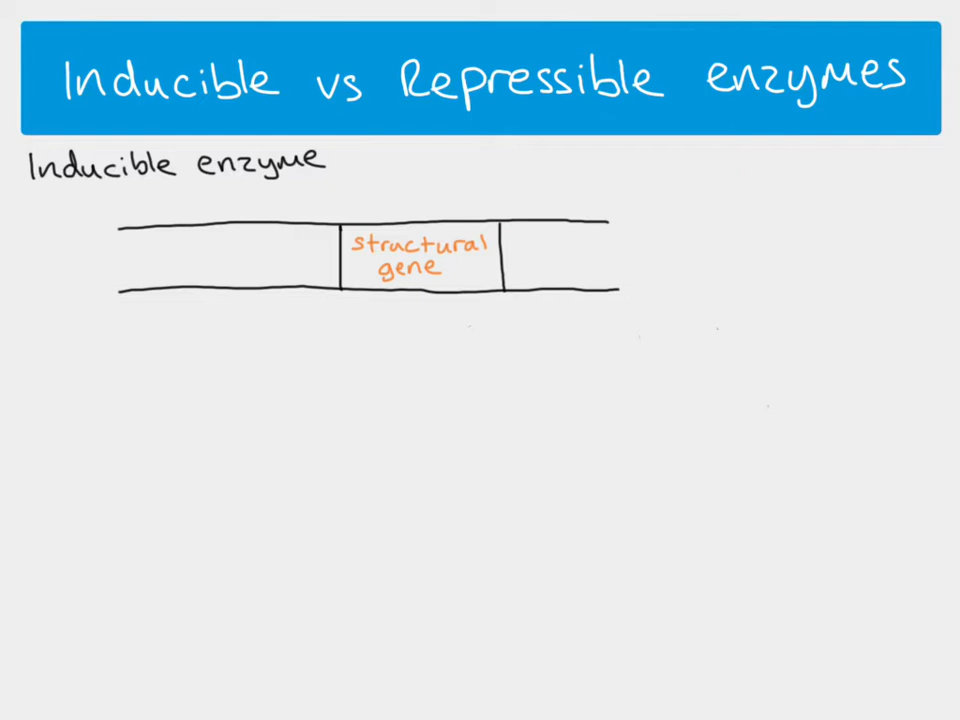 Inducible vs Repressible enzymes
Inducible enzyme
structural
gene